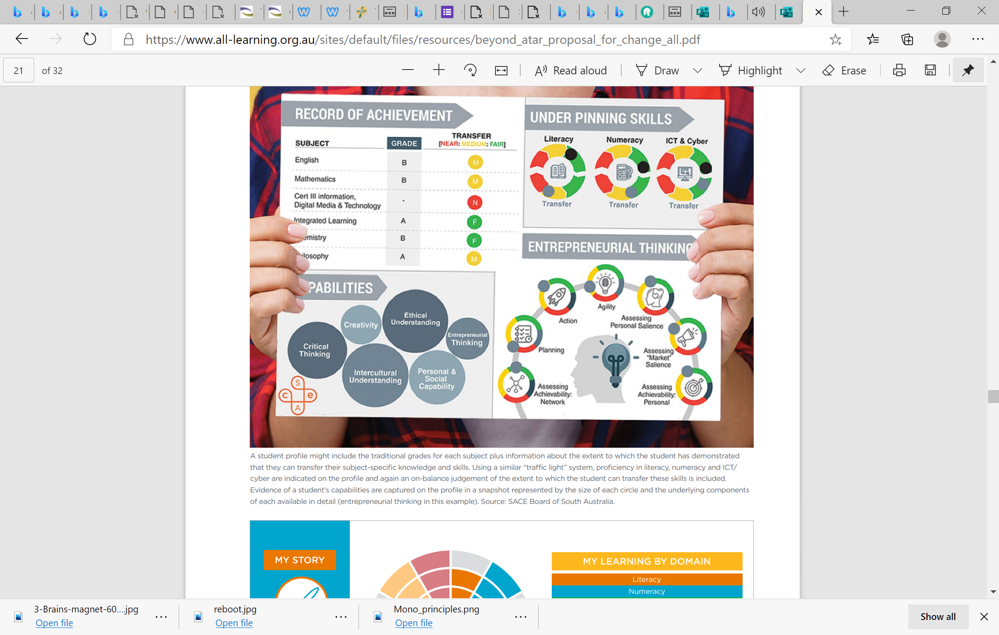 https://www.all-learning.org.au/sites/default/files/resources/beyond_atar_proposal_for_change_all.pdf
21 of 32
Read aloud
Draw
Highlight
Erase
RECORD OF ACHIEVEMENT
SUBJECT GRADE TRANSFER
[NEAR: MEDIUM: FAIR]
English B M
Mathematics B M
Cert III information,
Digital Media & Technology - N
Integrated Learning A F
emistry B F
ilosophy A M
UNDER PINNING SKILLS
Literacy Numeracy ICT & Cyber
Transfer Transfer Transfer
PABILITIES
Critical
Thinking
Creativity
Ethical
Understanding
Entrepreneurial
Thinking
Intercultural
Understanding
Personal &
Social
Capability
S
C e
A
ENTREPRENEURIAL THINKING
Agility
Action
Assessing
Personal Salience
Planning
Assessing
"Market"
Salience
Assessing
Achievability:
Network
Assessing
Achievability:
Personal
A student profile might include the traditional grades for each subject plus information about the extent to which the student has demonstrated
that they can transfer their subject-specific knowledge and skills. Using a similar “traffic light” system, proficiency in literacy, numeracy and ICT/
cyber are indicated on the profile and again an on-balance judgement of the extent to which the student can transfer these skills is included.
Evidence of a student’s capabilities are captured on the profile in a snapshot represented by the size of each circle and the underlying components
of each available in detail (entrepreneurial thinking in this example). Source: SACE Board of South Australia.
MY STORY
MY LEARNING BY DOMAIN
Literacy
Numeracy
3-Brains-magnet-60....jpg
Open file
reboot.jpg
Open file
Mono_principles.png
Open file
Show all